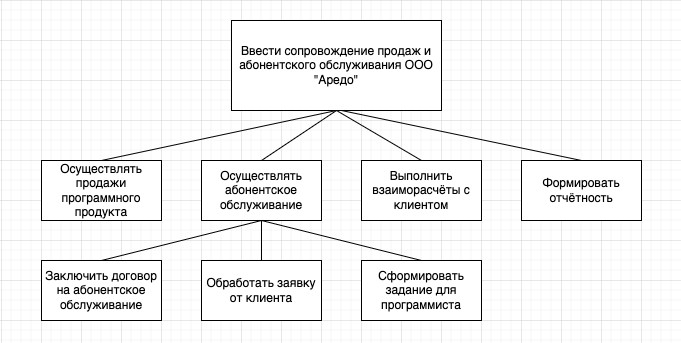 Ввести сопровождение продаж и
абонентского обслуживания ООО
"Аредо"
Осуществлять
продажи
программного
продукта
Осуществлять
абонентское
обслуживание
Выполнить
взаиморасчёты с
клиентом
Формировать
отчётность
Заключить договор
на абонентское
обслуживание
Обработать заявку
от клиента
Сформировать
задание для
программиста